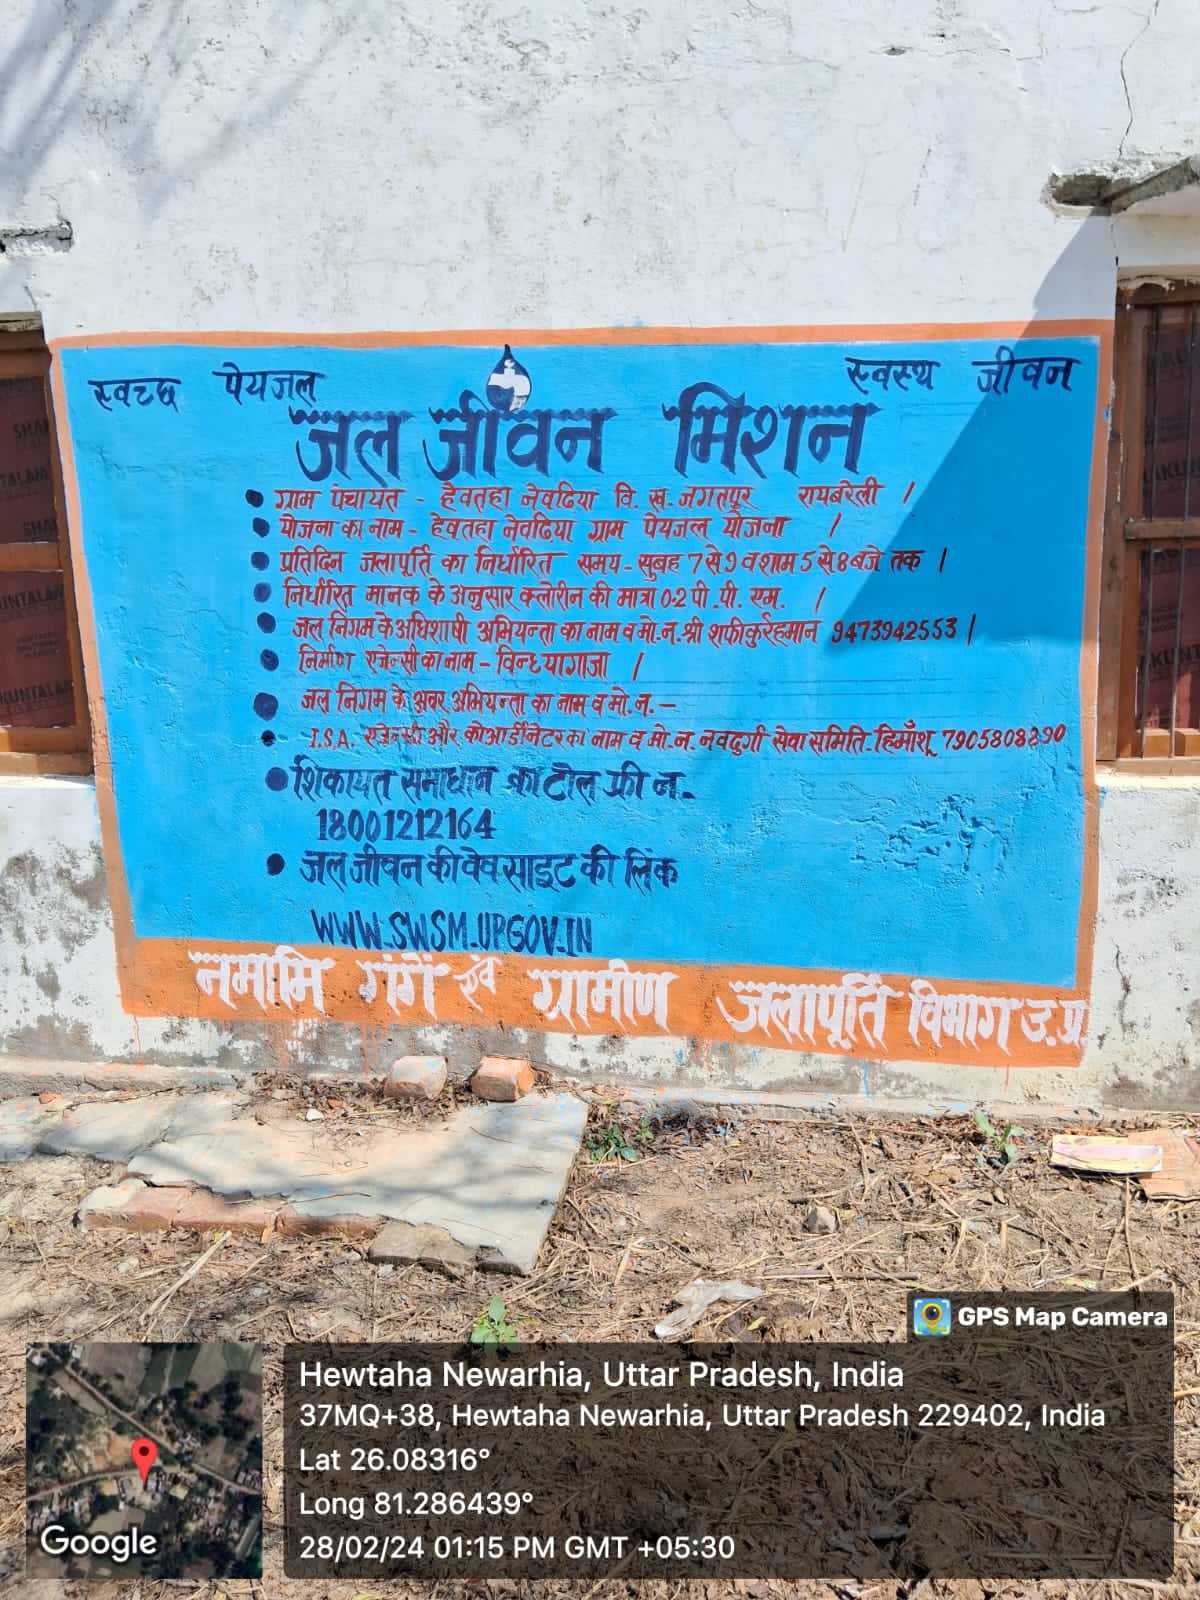 स्वच्छ पेयजल
स्वस्थ जीवन
जल जीवन मिशन
ग्राम पंचायत - हेवतहा नेवढिया वि. ख. जगतपुर रायबरेली ।
योजना का नाम - हेवतहा नेवढिया ग्राम पेयजल योजना ।
प्रतिदिन जलापूर्ति का निर्धारित समय - सुबह 7 से 9 व शाम 5 से 8 बजे तक ।
निर्धारित मानक के अनुसार क्लोरीन की मात्रा 0.2 पी.पी. एम. ।
जल निगम के अधिशाषी अभियन्ता का नाम व मो. न. श्री शफीकुर्रहमान 9473942553 ।
निर्माण एजेन्सी का नाम - विन्ध्यागाजा ।
जल निगम के अवर अभियन्ता का नाम व मो. न. -
I.S.A. एजेन्सी और कोआर्डीनेटर का नाम व मो. न. नवदुर्गा सेवा समिति - हिमाँशू 7905808890
शिकायत समाधान का टोल फ्री न.
18001212164
जल जीवन की वेव साइट की लिंक
WWW.SWSM.UPGOV.IN
नमामि गंगे एवं ग्रामीण जलापूर्ति विभाग उ.प्र.
GPS Map Camera
Hewtaha Newarhia, Uttar Pradesh, India
37MQ+38, Hewtaha Newarhia, Uttar Pradesh 229402, India
Lat 26.08316°
Long 81.286439°
28/02/24 01:15 PM GMT +05:30
Google